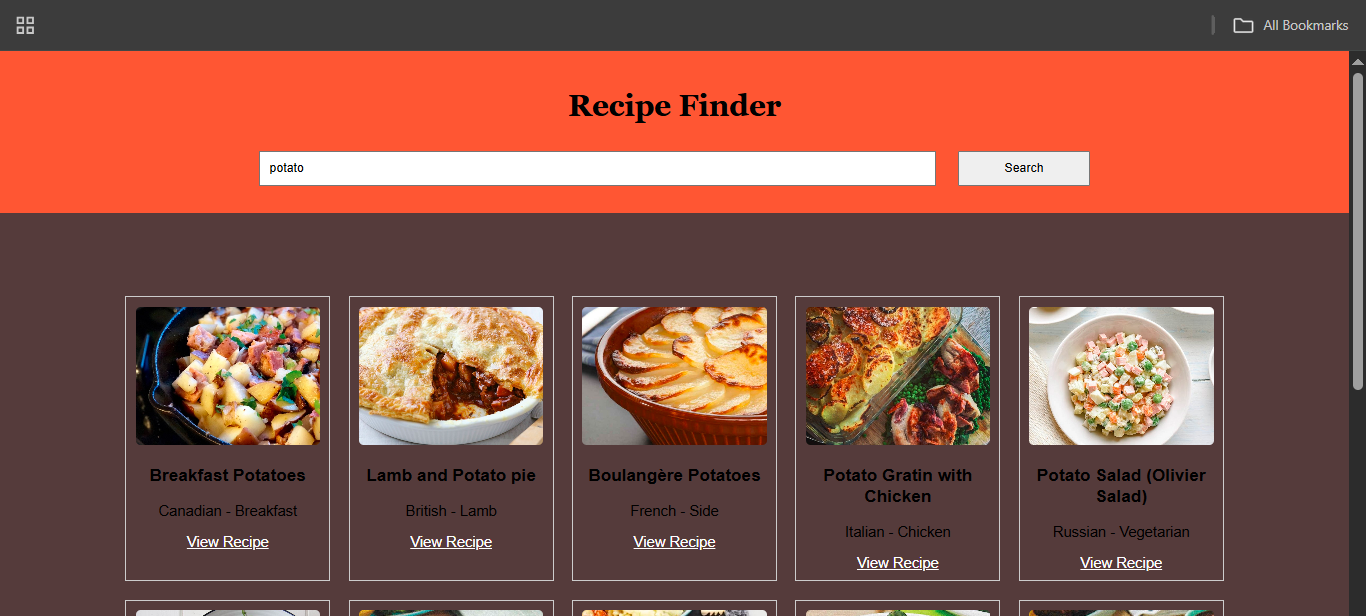 All Bookmarks
Recipe Finder
potato
Search
Breakfast Potatoes
Canadian - Breakfast
View Recipe
Lamb and Potato pie
British - Lamb
View Recipe
Boulangère Potatoes
French - Side
View Recipe
Potato Gratin with
Chicken
Italian - Chicken
View Recipe
Potato Salad (Olivier
Salad)
Russian - Vegetarian
View Recipe